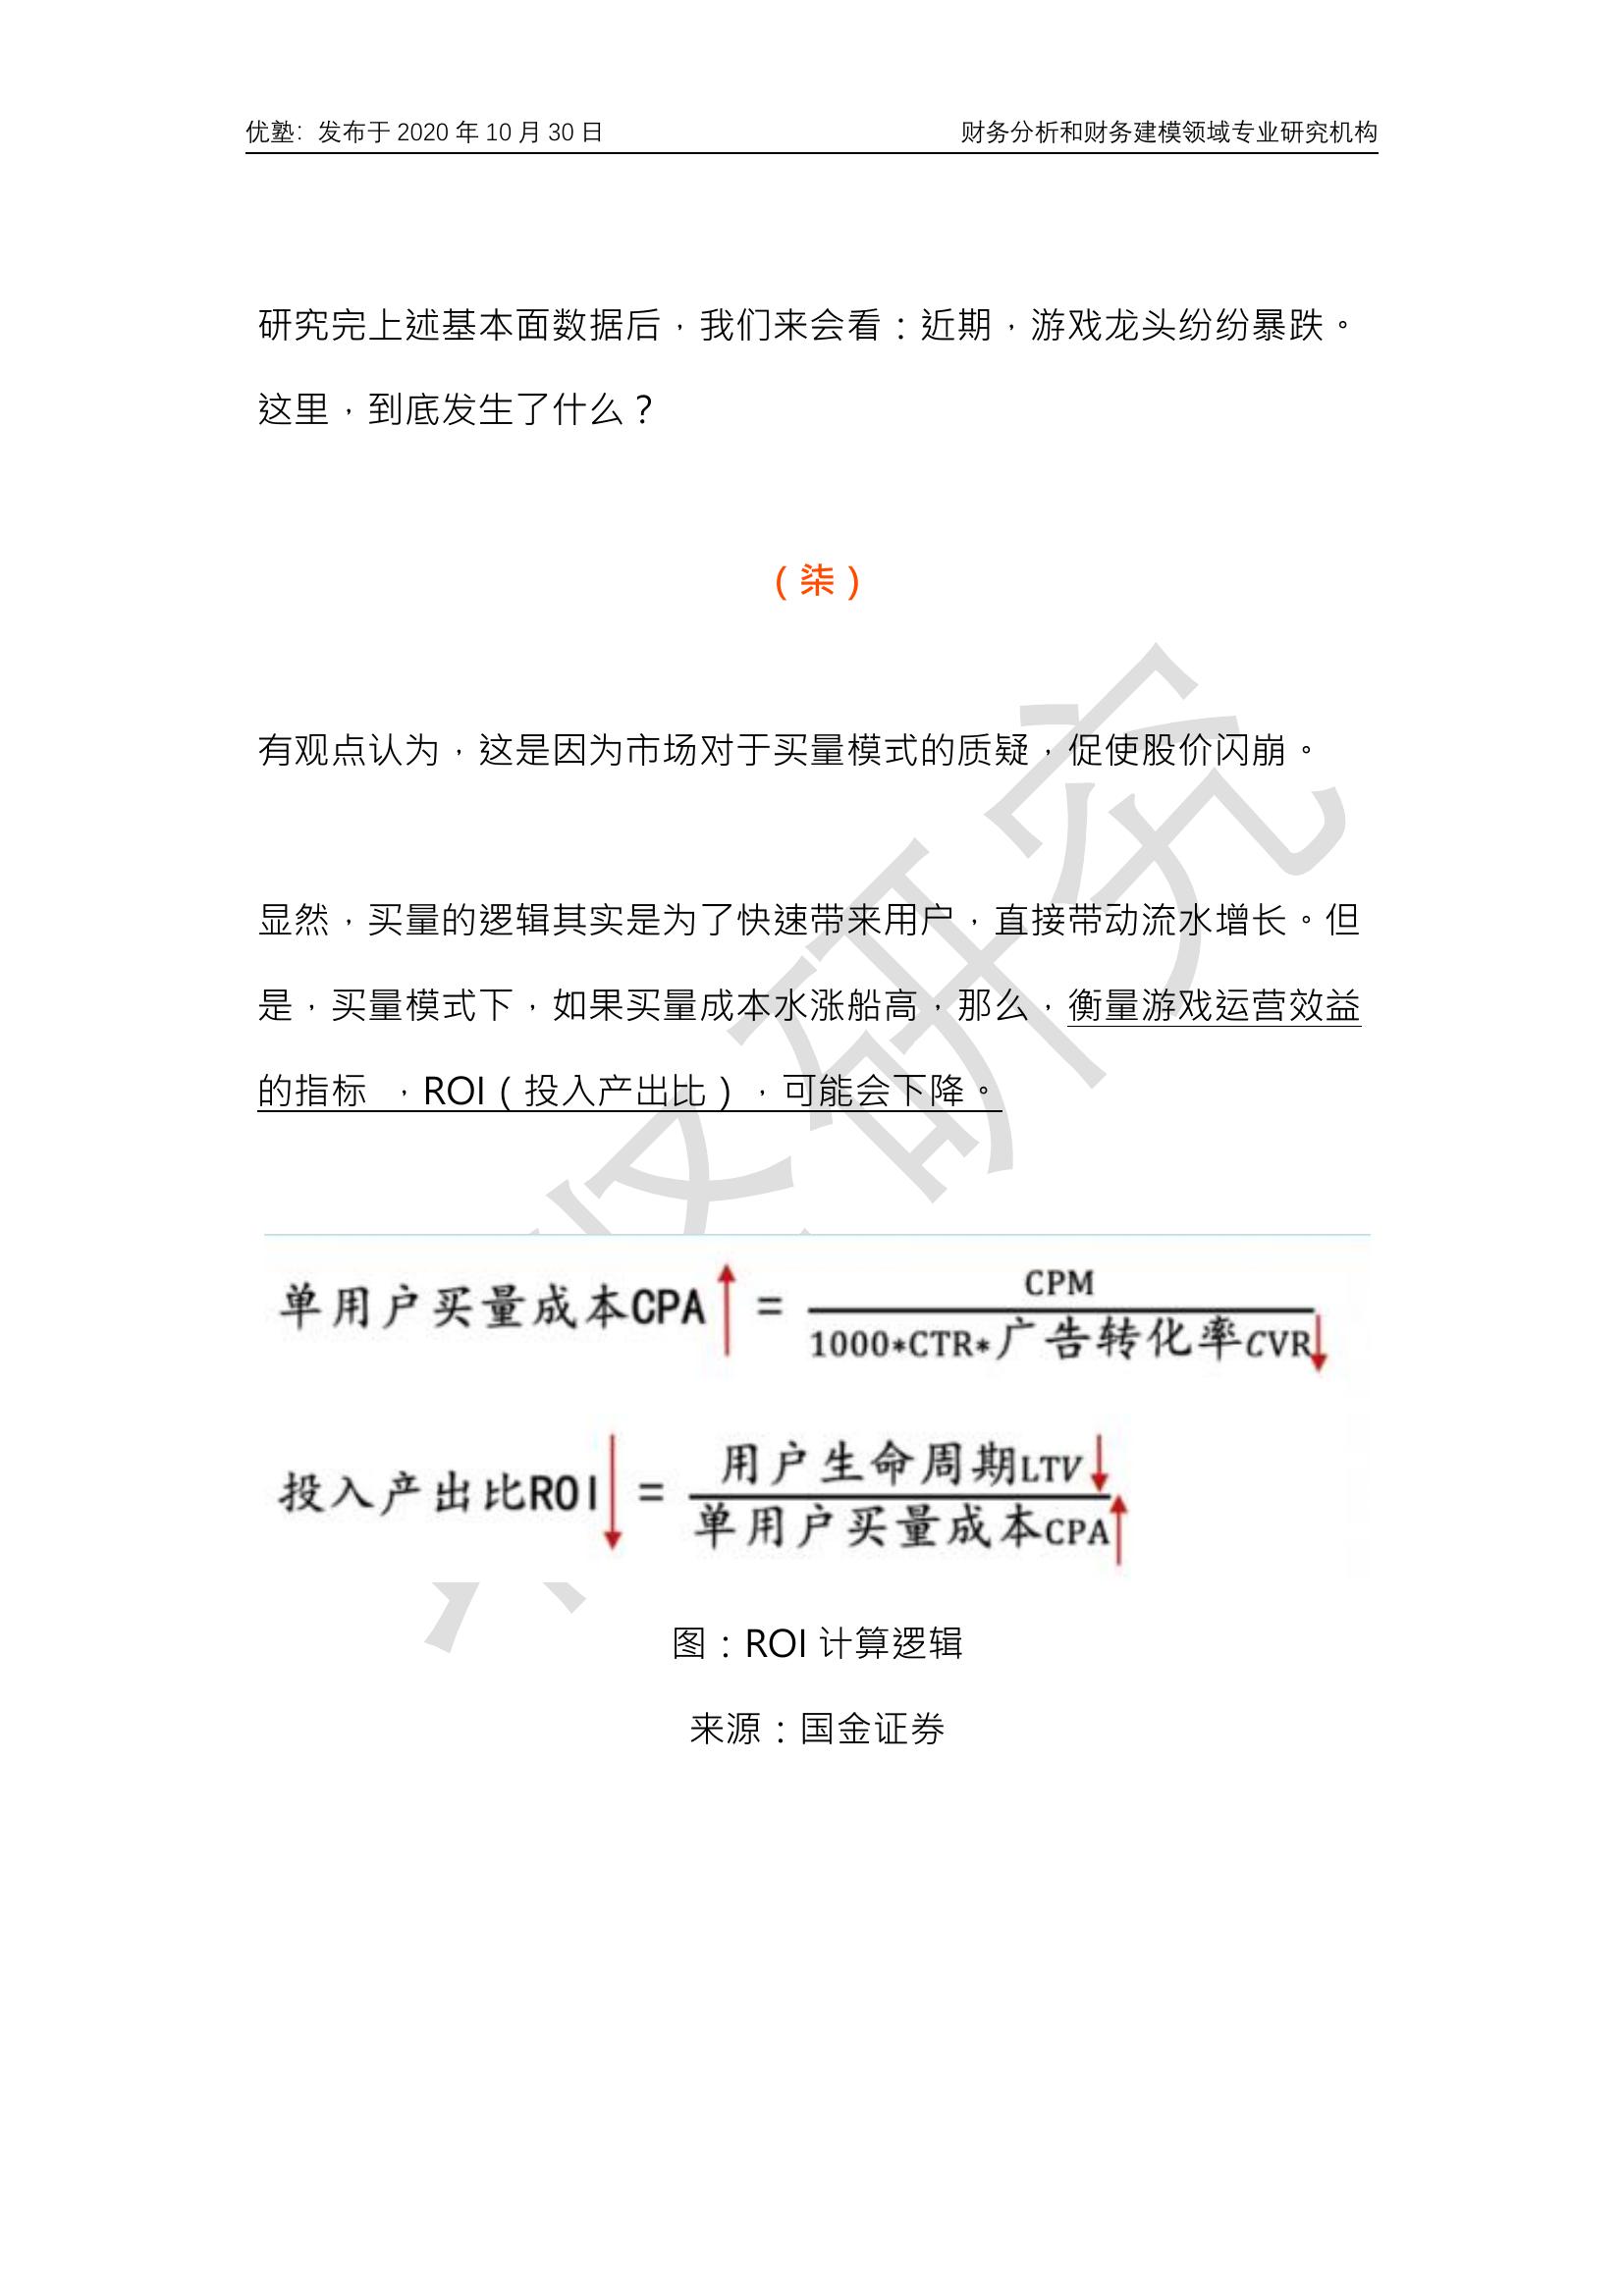 优塾：发布于 2020 年 10 月 30 日 财务分析和财务建模领域专业研究机构
研究完上述基本面数据后，我们来会看：近期，游戏龙头纷纷暴跌。
这里，到底发生了什么？
（柒）
有观点认为，这是因为市场对于买量模式的质疑，促使股价闪崩。
显然，买量的逻辑其实是为了快速带来用户，直接带动流水增长。但
是，买量模式下，如果买量成本水涨船高，那么，衡量游戏运营效益
的指标 ，ROI（投入产出比），可能会下降。
单用户买量成本CPA↑ = CPM
1000*CTR*广告转化率CVR↓
投入产出比ROI↓ = 用户生命周期LTV↓
单用户买量成本CPA↑
图：ROI 计算逻辑
来源：国金证券
研究